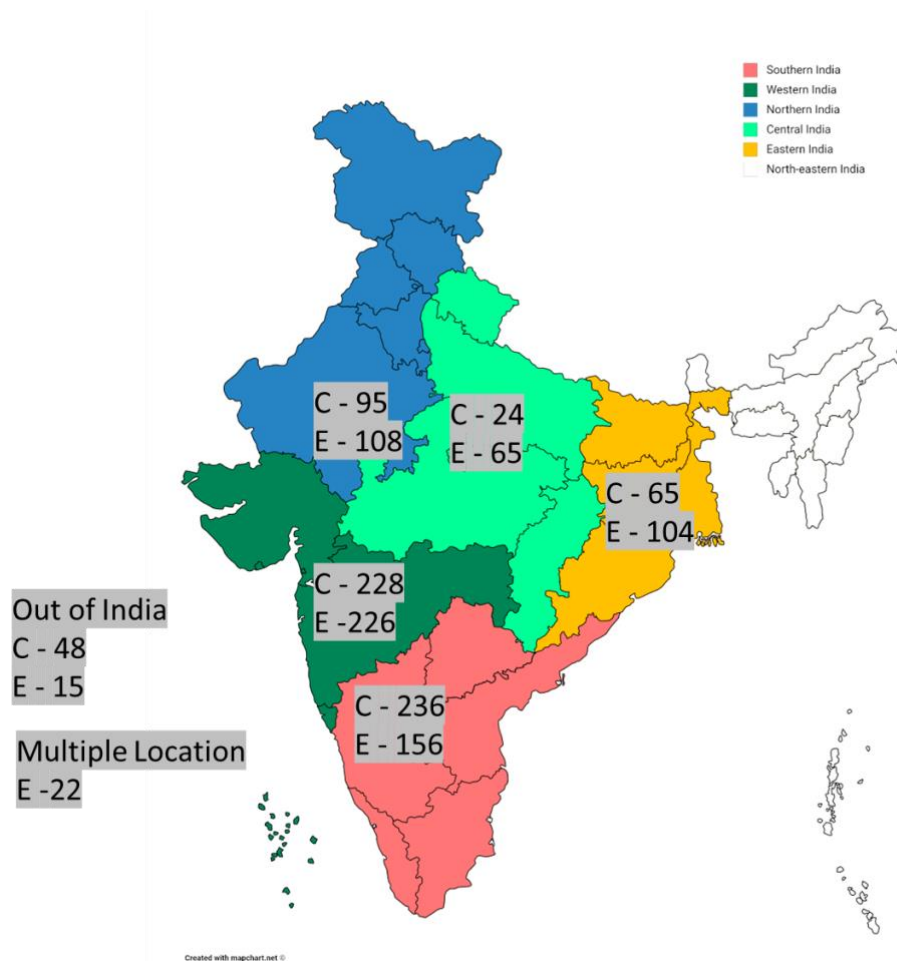 Southern India
Western India
Northern India
Central India
Eastern India
North-eastern India
C - 95
E - 108
C - 24
E - 65
C - 65
E - 104
C - 228
E -226
Out of India
C - 48
E - 15
C - 236
E - 156
Multiple Location
E -22
Created with mapchart.net ©